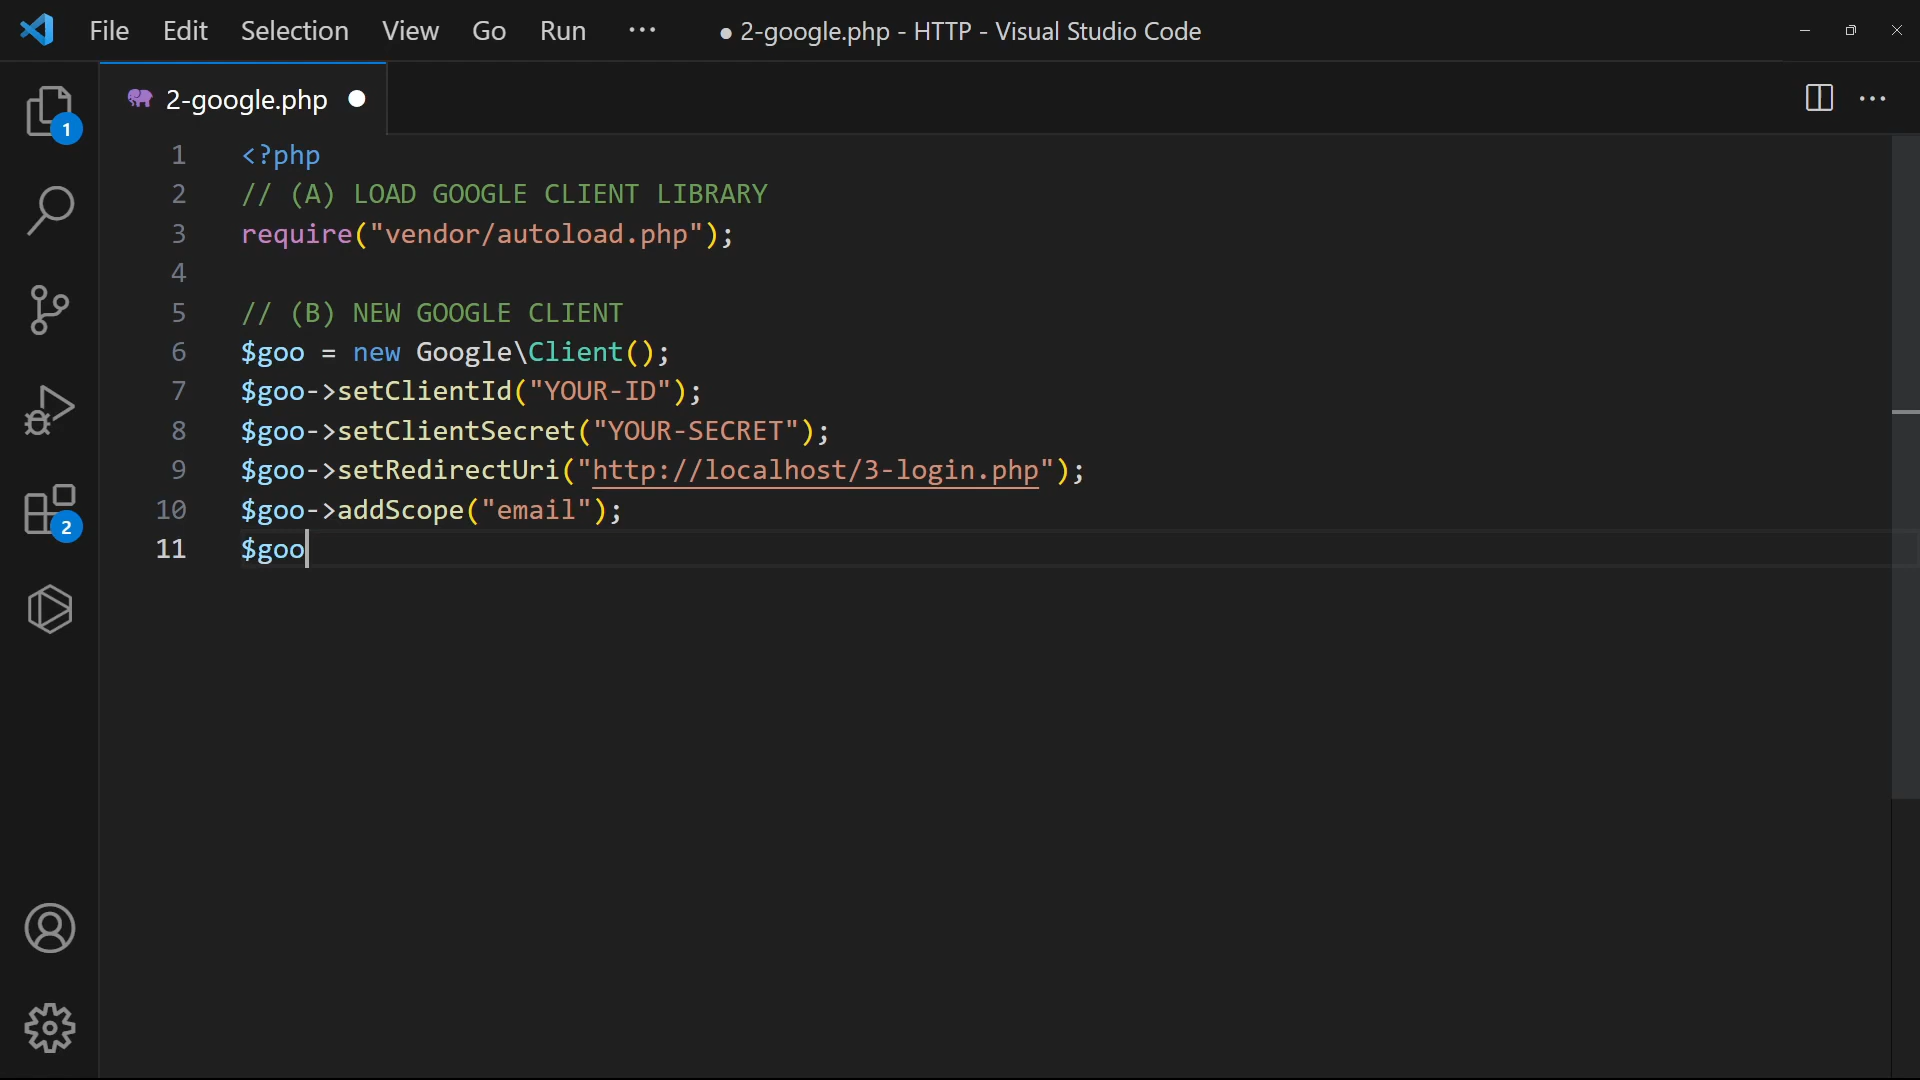 File Edit Selection View Go Run ··· ● 2-google.php - HTTP - Visual Studio Code
1
2-google.php
1 <?php
2 // (A) LOAD GOOGLE CLIENT LIBRARY
3 require("vendor/autoload.php");
4
5 // (B) NEW GOOGLE CLIENT
6 $goo = new Google\Client();
7 $goo->setClientId("YOUR-ID");
8 $goo->setClientSecret("YOUR-SECRET");
9 $goo->setRedirectUri("http://localhost/3-login.php");
10 $goo->addScope("email");
2
11 $goo